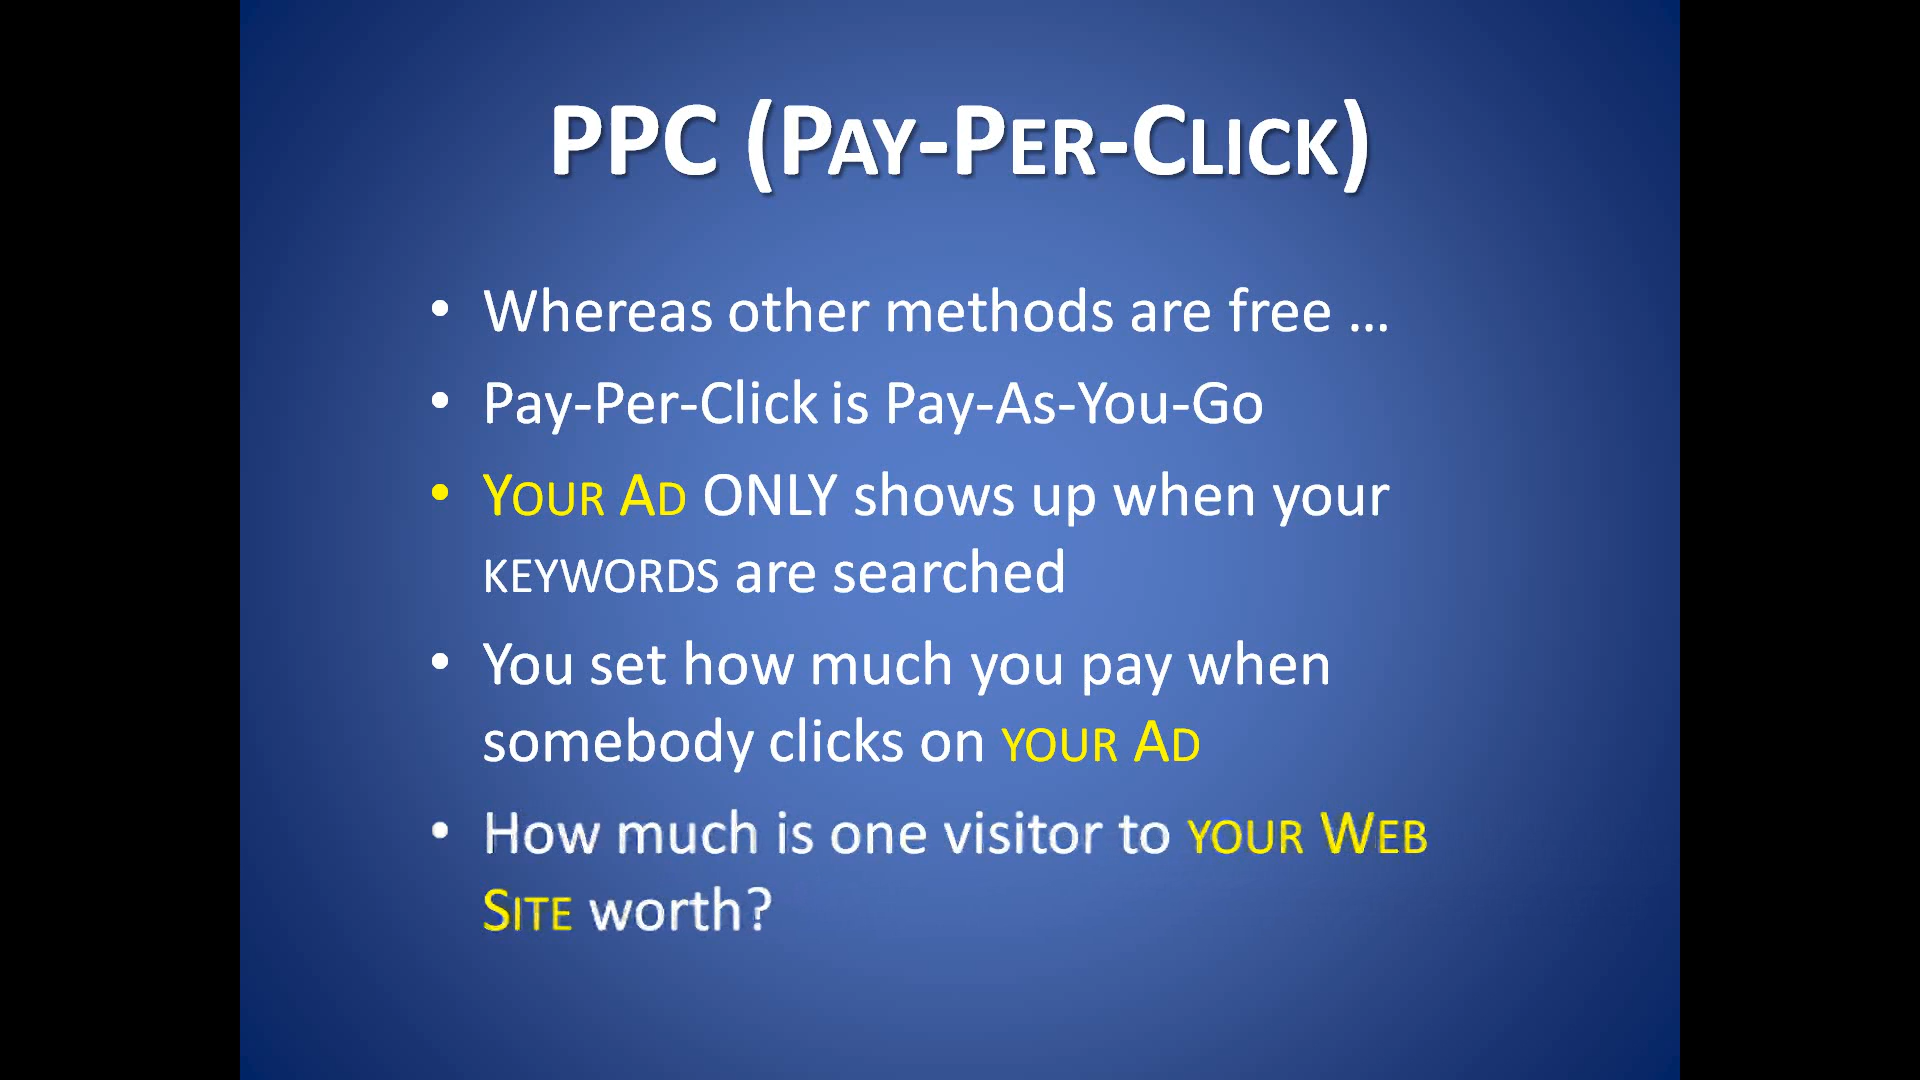 PPC (Pay-Per-Click)
• Whereas other methods are free ...
• Pay-Per-Click is Pay-As-You-Go
• Your Ad ONLY shows up when your
keywords are searched
• You set how much you pay when
somebody clicks on your Ad
• How much is one visitor to your Web
Site worth?